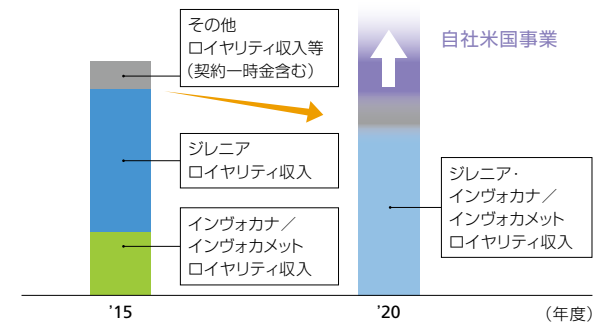 その他
ロイヤリティ収入等
（契約一時金含む）
自社米国事業
ジレニア
ロイヤリティ収入
インヴォカナ／
インヴォカメット
ロイヤリティ収入
ジレニア・
インヴォカナ／
インヴォカメット
ロイヤリティ収入
’15
’20
（年度）